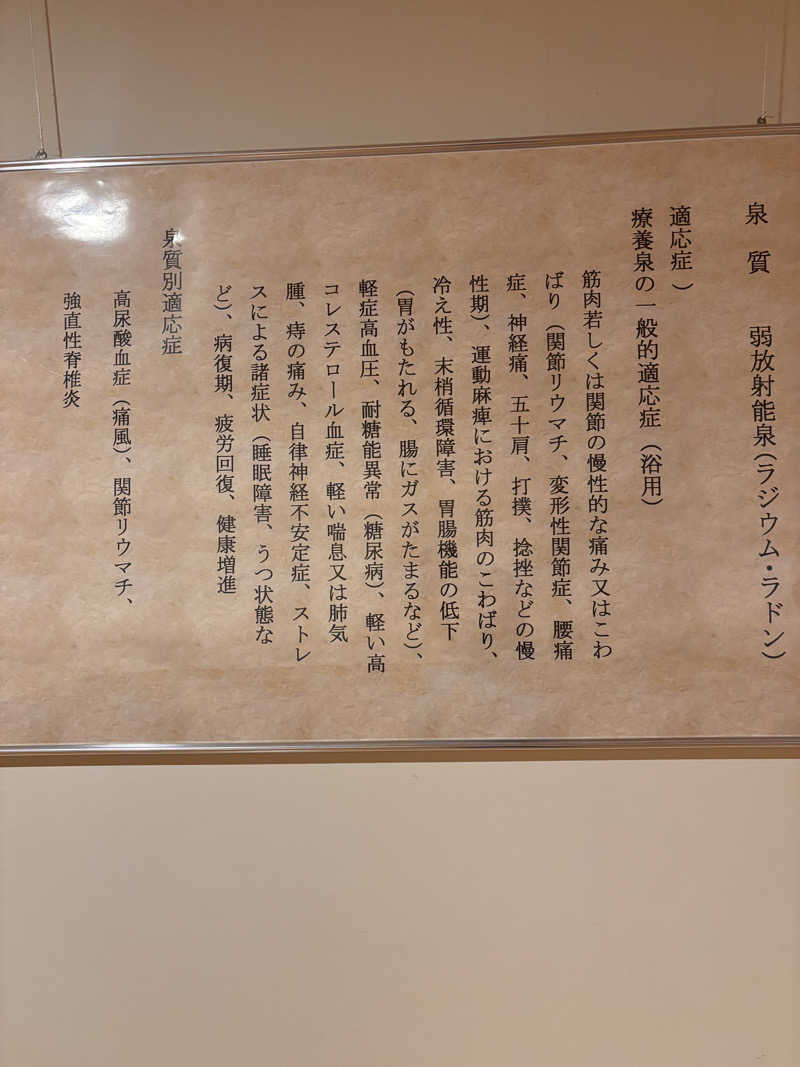 泉質　弱放射能泉（ラジウム・ラドン）
適応症 ）
療養泉の一般的適応症（浴用）
筋肉若しくは関節の慢性的な痛み又はこわ
ばり（関節リウマチ、変形性関節症、腰痛
症、神経痛、五十肩、打撲、捻挫などの慢
性期）、運動麻痺における筋肉のこわばり、
冷え性、末梢循環障害、胃腸機能の低下
（胃がもたれる、腸にガスがたまるなど）、
軽症高血圧、耐糖能異常（糖尿病）、軽い高
コレステロール血症、軽い喘息又は肺気
腫、痔の痛み、自律神経不安定症、ストレ
スによる諸症状（睡眠障害、うつ状態な
ど）、病復期、疲労回復、健康増進
泉質別適応症
高尿酸血症（痛風）、関節リウマチ、
強直性脊椎炎